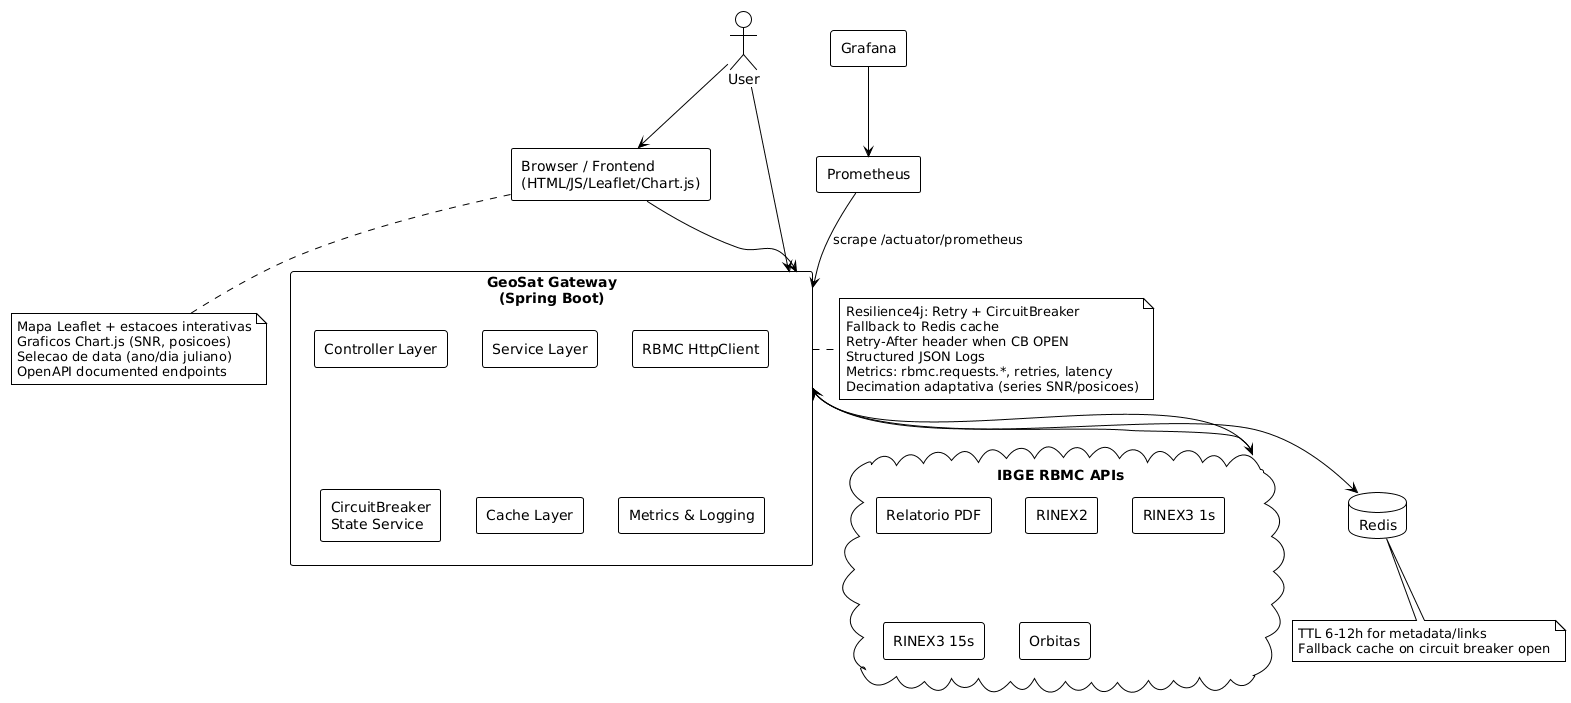 User
Grafana
Browser / Frontend
(HTML/JS/Leaflet/Chart.js)
Prometheus
scrape /actuator/prometheus
GeoSat Gateway
(Spring Boot)
Controller Layer
Service Layer
RBMC HttpClient
CircuitBreaker
State Service
Cache Layer
Metrics & Logging
Mapa Leaflet + estacoes interativas
Graficos Chart.js (SNR, posicoes)
Selecao de data (ano/dia juliano)
OpenAPI documented endpoints
Resilience4j: Retry + CircuitBreaker
Fallback to Redis cache
Retry-After header when CB OPEN
Structured JSON Logs
Metrics: rbmc.requests.*, retries, latency
Decimation adaptativa (series SNR/posicoes)
IBGE RBMC APIs
Relatorio PDF
RINEX2
RINEX3 1s
RINEX3 15s
Orbitas
Redis
TTL 6-12h for metadata/links
Fallback cache on circuit breaker open